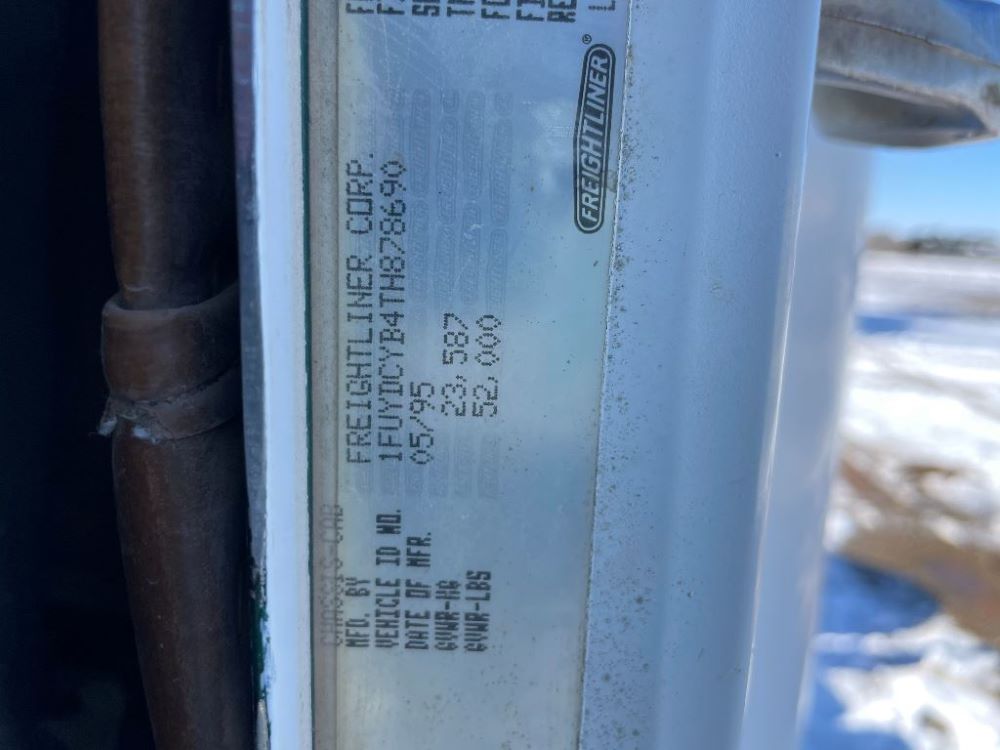 CHASSIS-CAB
MFD. BY FREIGHTLINER CORP.
VEHICLE ID NO. 1FUYDCYB4TH878690
DATE OF MFR. 05/95
GVWR-KG 23,587
GVWR-LBS 52,000
FREIGHTLINER®